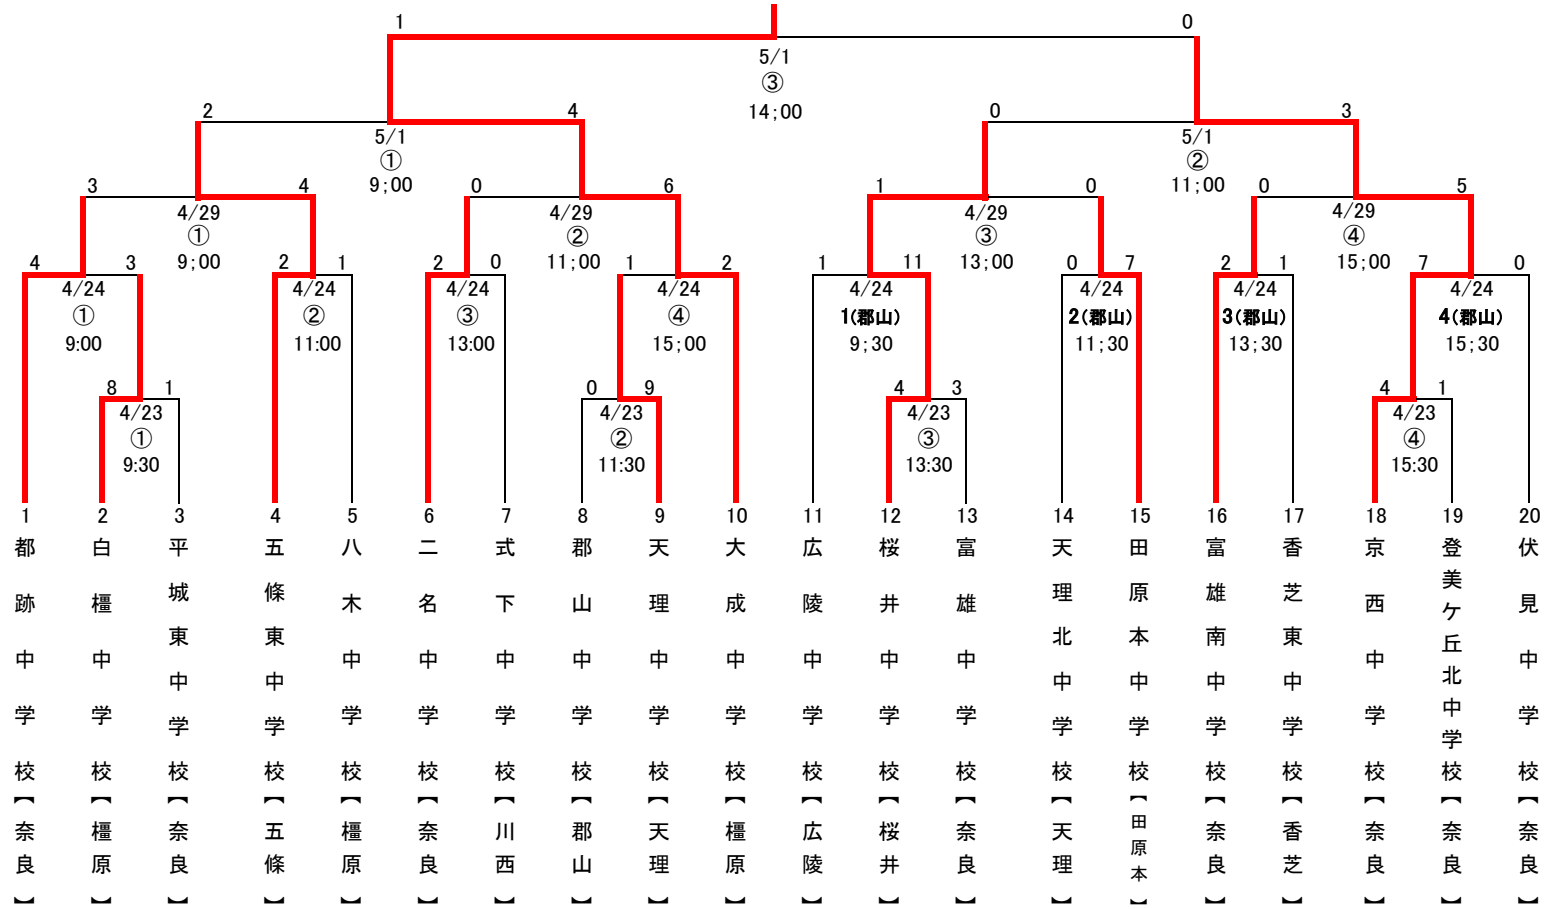 1 0
5/1
③
14;00
2 4 0 3
5/1 5/1
① ②
9;00 11;00
3 4 0 6 1 0 0 5
4/29 4/29 4/29 4/29
① ② ③ ④
9;00 11;00 13;00 15;00
4 3 2 1 2 0 1 2 1 11 0 7 2 1 7 0
4/24 4/24 4/24 4/24 4/24 4/24 4/24 4/24
① ② ③ ④ 1(郡山) 2(郡山) 3(郡山) 4(郡山)
9:00 11:00 13:00 15;00 9;30 11;30 13;30 15;30
8 1 0 9 4 3 4 1
4/23 4/23 4/23 4/23
① ② ③ ④
9:30 11:30 13:30 15:30
1 2 3 4 5 6 7 8 9 10 11 12 13 14 15 16 17 18 19 20
都跡中学校【奈良】
白橿中学校【橿原】
平城東中学校【奈良】
五條東中学校【五條】
八木中学校【橿原】
二名中学校【奈良】
式下中学校【川西】
郡山中学校【郡山】
天理中学校【天理】
大成中学校【橿原】
広陵中学校【広陵】
桜井中学校【桜井】
富雄中学校【奈良】
天理北中学校【天理】
田原本中学校【田原本】
富雄南中学校【奈良】
香芝東中学校【香芝】
京西中学校【奈良】
登美ケ丘北中学校【奈良】
伏見中学校【奈良】